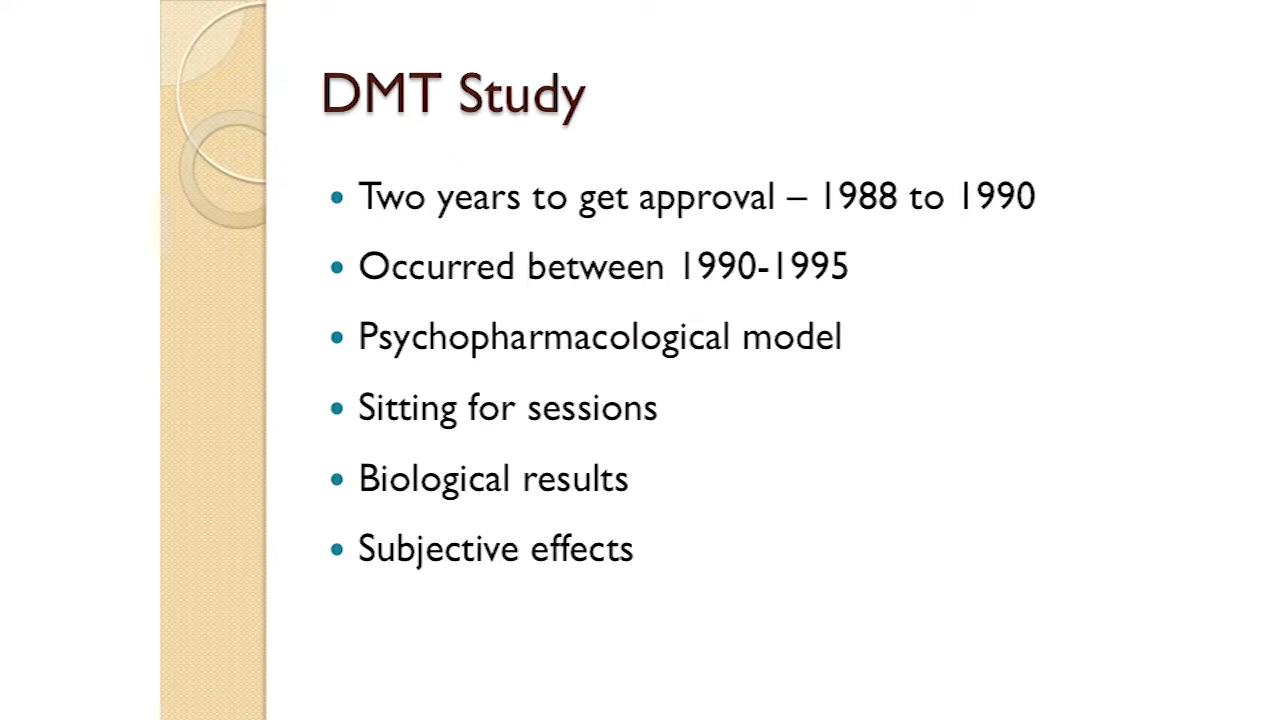 DMT Study
• Two years to get approval – 1988 to 1990
• Occurred between 1990-1995
• Psychopharmacological model
• Sitting for sessions
• Biological results
• Subjective effects